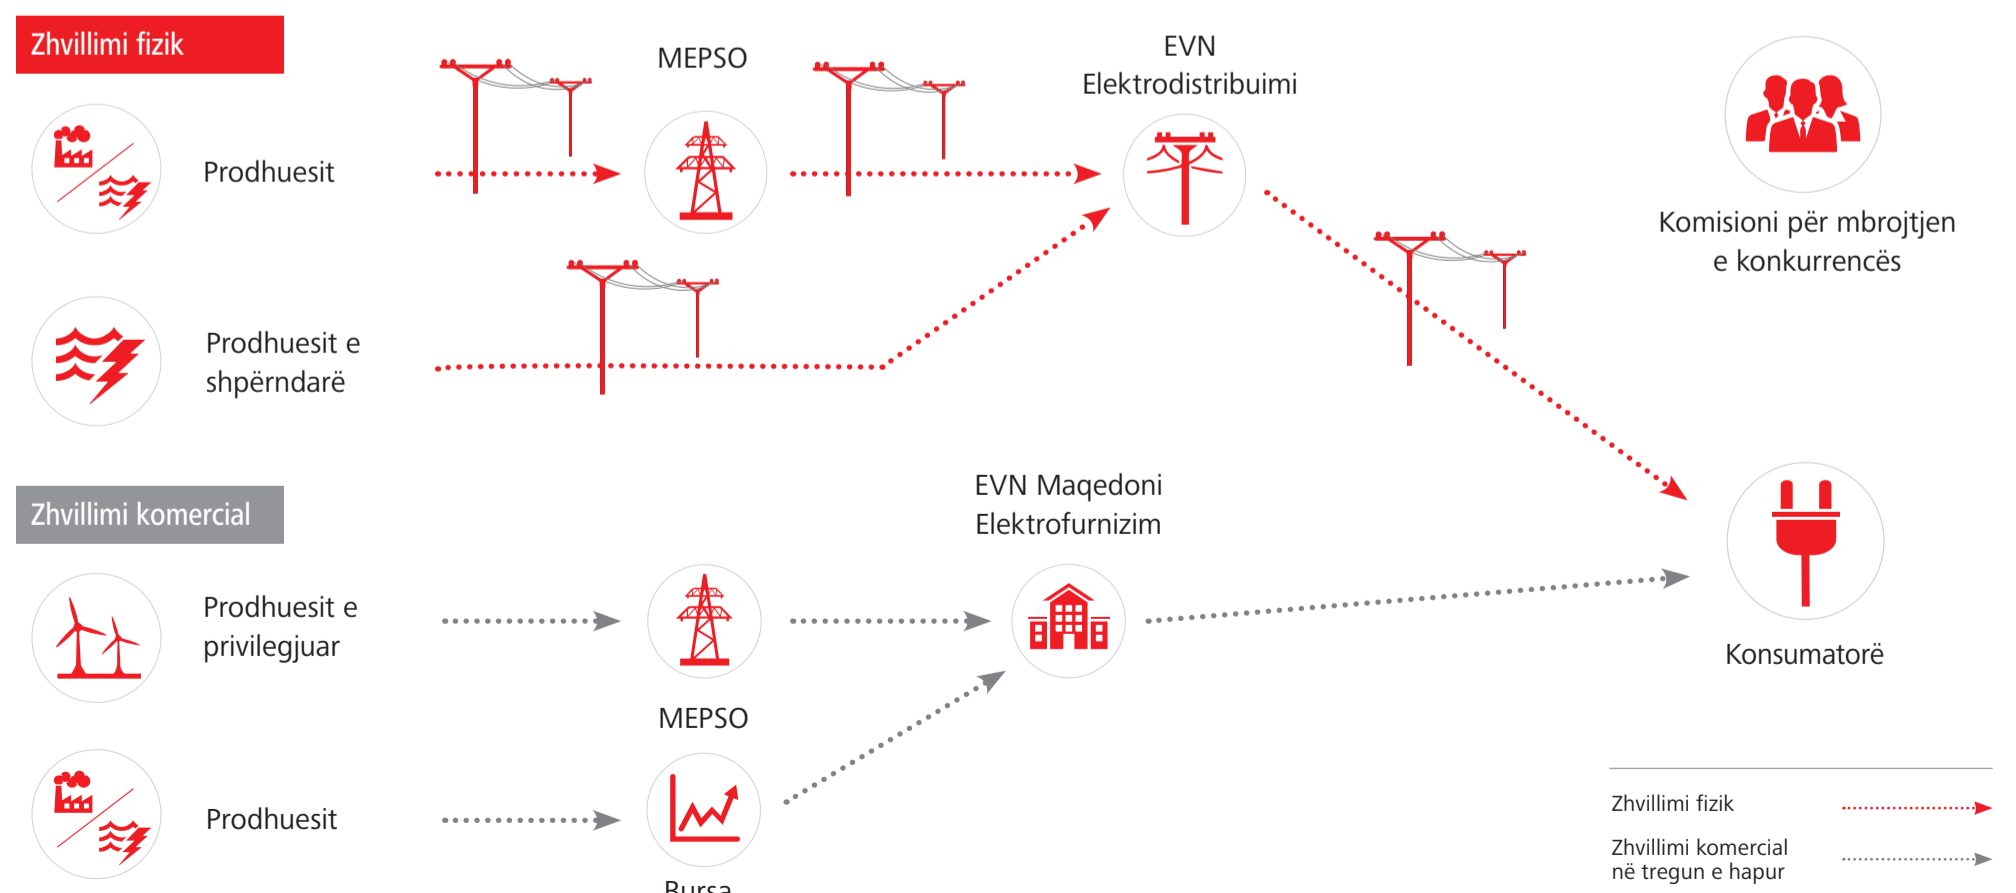 Zhvillimi fizik
MEPSO
EVN
Elektrodistribuimi
Prodhuesit
Komisioni për mbrojtjen
e konkurrencës
Prodhuesit e
shpërndarë
EVN Maqedoni
Elektrofurnizim
Zhvillimi komercial
Prodhuesit e
privilegjuar
Konsumatorë
MEPSO
Prodhuesit
Bursa
Zhvillimi fizik
Zhvillimi komercial
në tregun e hapur